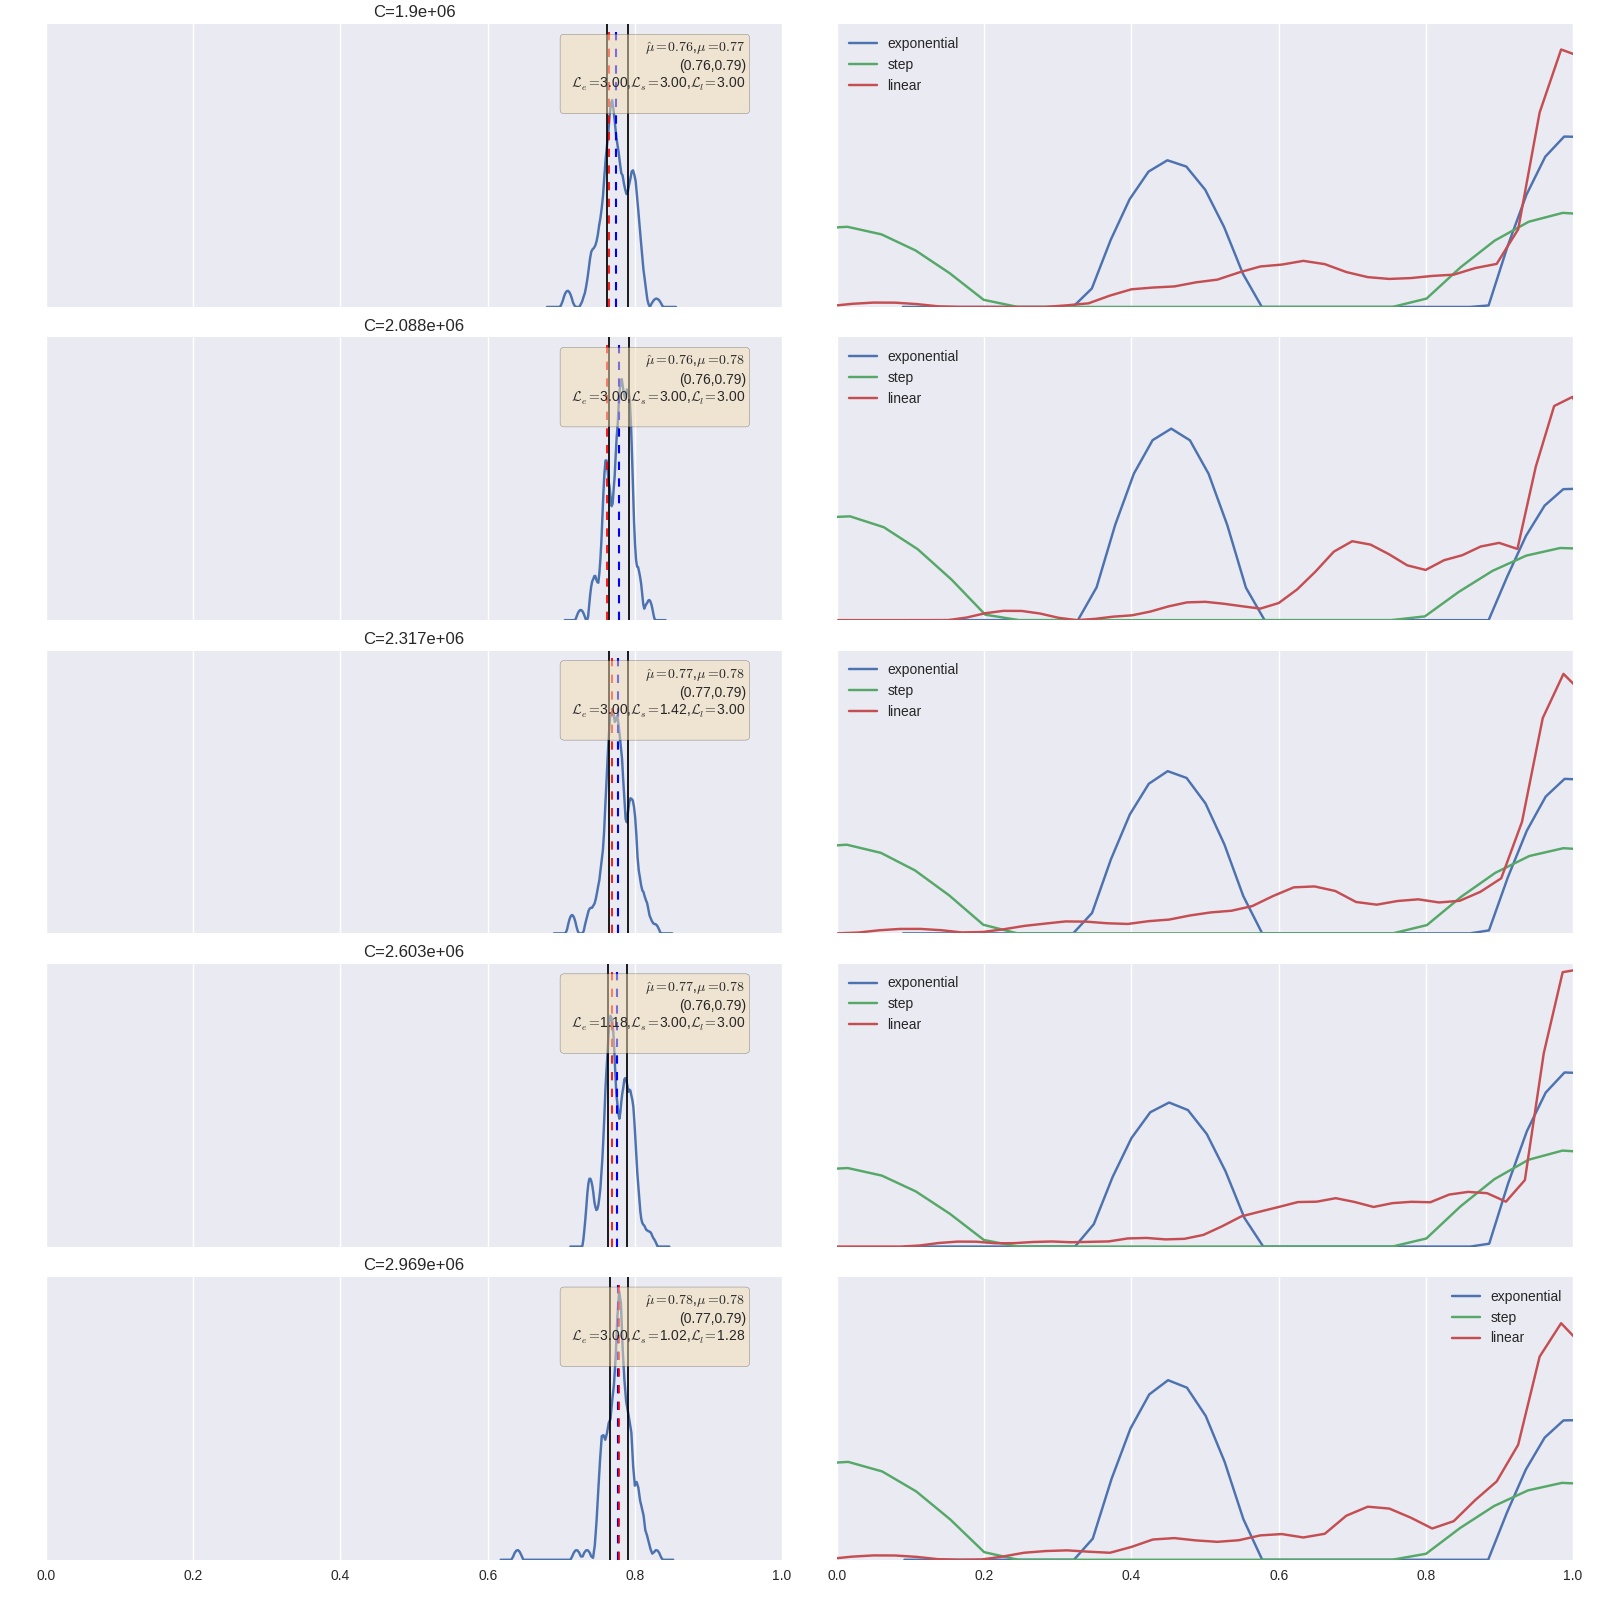 C=1.9e+06
μ̂=0.76,μ=0.77
(0.76,0.79)
ℒₑ=3.00,ℒₛ=3.00,ℒₗ=3.00
exponential
step
linear
C=2.088e+06
μ̂=0.76,μ=0.78
(0.76,0.79)
ℒₑ=3.00,ℒₛ=3.00,ℒₗ=3.00
exponential
step
linear
C=2.317e+06
μ̂=0.77,μ=0.78
(0.77,0.79)
ℒₑ=3.00,ℒₛ=1.42,ℒₗ=3.00
exponential
step
linear
C=2.603e+06
μ̂=0.77,μ=0.78
(0.76,0.79)
ℒₑ=1.18,ℒₛ=3.00,ℒₗ=3.00
exponential
step
linear
C=2.969e+06
μ̂=0.78,μ=0.78
(0.77,0.79)
ℒₑ=3.00,ℒₛ=1.02,ℒₗ=1.28
exponential
step
linear
0.0 0.2 0.4 0.6 0.8 1.0
0.0 0.2 0.4 0.6 0.8 1.0